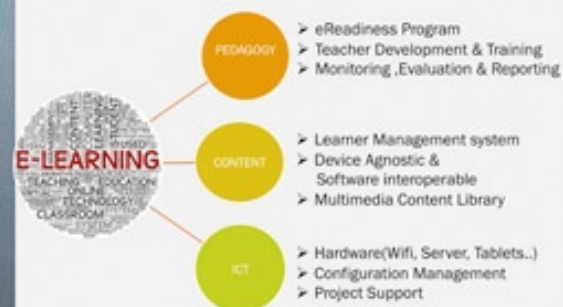 PEDAGOGY
➤ eReadiness Program
➤ Teacher Development & Training
➤ Monitoring ,Evaluation & Reporting
E-LEARNING
TEACHING EDUCATION
ONLINE
TECHNOLOGY
CLASSROOM
CONTENT
➤ Learner Management system
➤ Device Agnostic &
Software interoperable
➤ Multimedia Content Library
ICT
➤ Hardware(Wifi, Server, Tablets..)
➤ Configuration Management
➤ Project Support